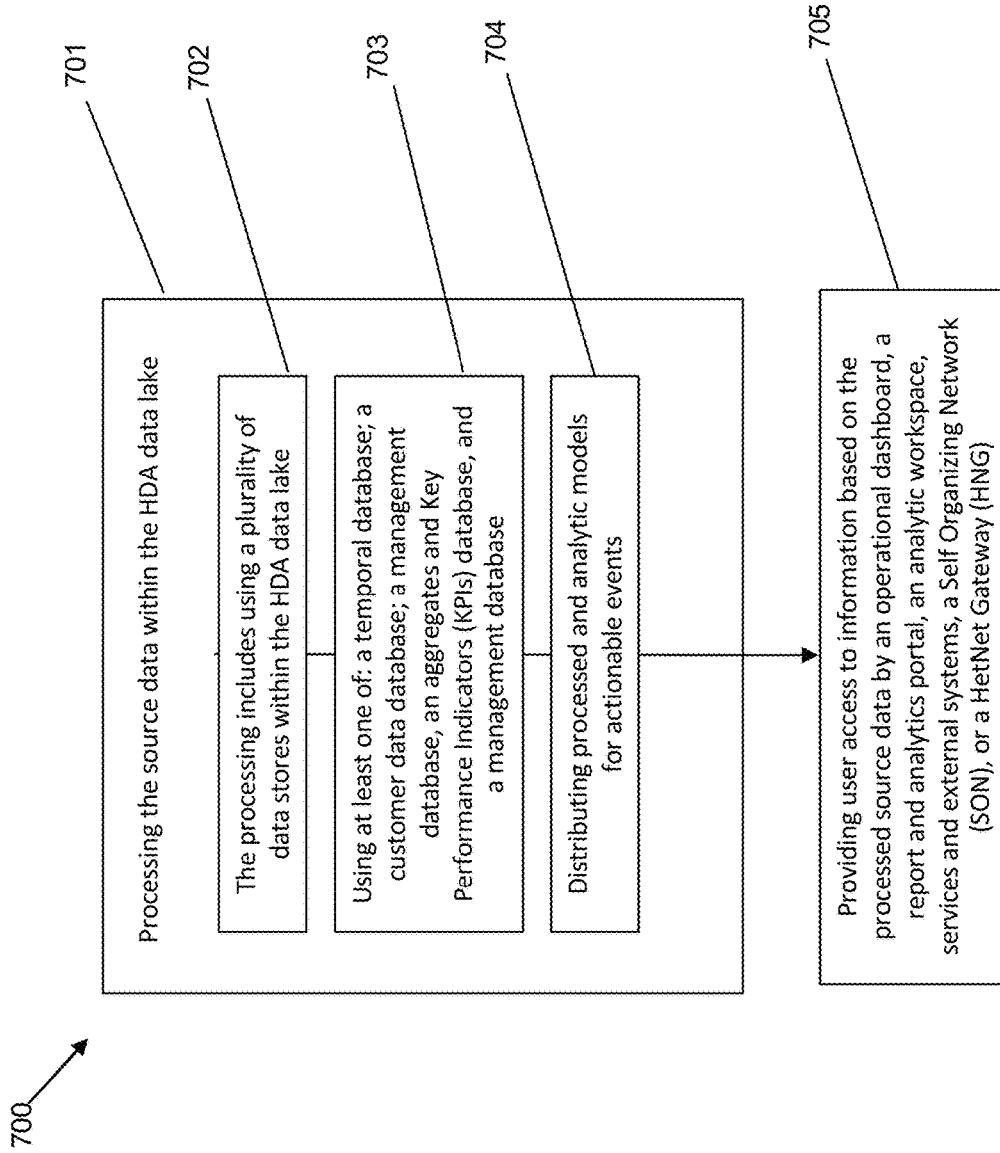 700
Processing the source data within the HDA data lake
701
The processing includes using a plurality of
data stores within the HDA data lake
702
Using at least one of: a temporal database; a
customer data database; a management
database, an aggregates and Key
Performance Indicators (KPIs) database, and
a management database
703
Distributing processed and analytic models
for actionable events
704
Providing user access to information based on the
processed source data by an operational dashboard, a
report and analytics portal, an analytic workspace,
services and external systems, a Self Organizing Network
(SON), or a HetNet Gateway (HNG)
705